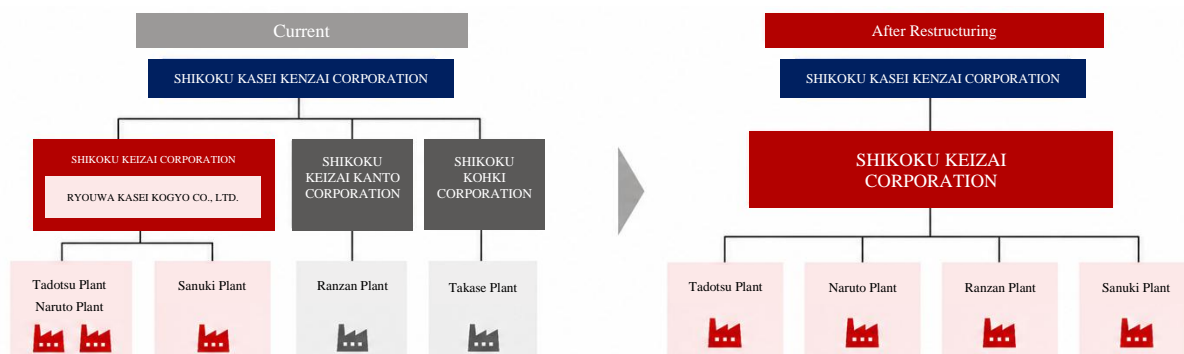 Current
SHIKOKU KASEI KENZAI CORPORATION
SHIKOKU KEIZAI CORPORATION
RYOUWA KASEI KOGYO CO., LTD.
SHIKOKU
KEIZAI KANTO
CORPORATION
SHIKOKU
KOHKI
CORPORATION
Tadotsu Plant
Naruto Plant
Sanuki Plant
Ranzan Plant
Takase Plant
After Restructuring
SHIKOKU KASEI KENZAI CORPORATION
SHIKOKU KEIZAI
CORPORATION
Tadotsu Plant
Naruto Plant
Ranzan Plant
Sanuki Plant